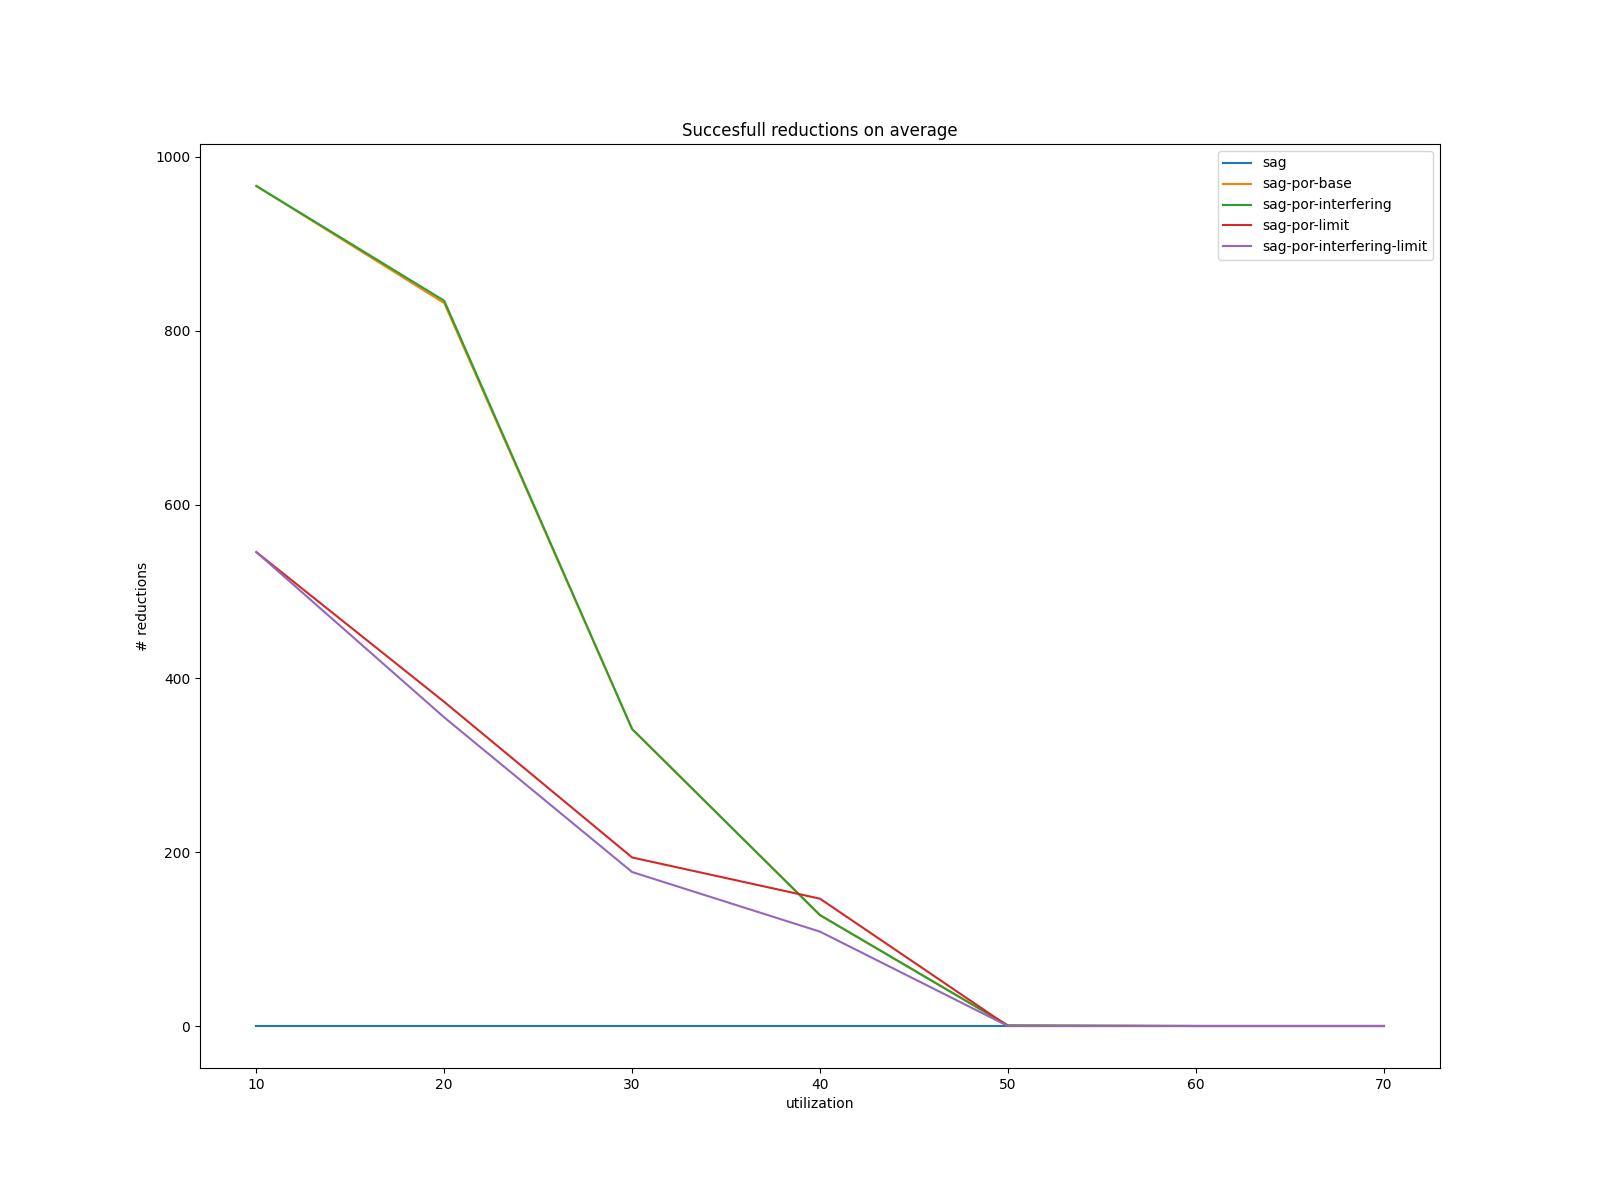 Succesfull reductions on average
sag
sag-por-base
sag-por-interfering
sag-por-limit
sag-por-interfering-limit
# reductions
1000
800
600
400
200
0
10 20 30 40 50 60 70
utilization